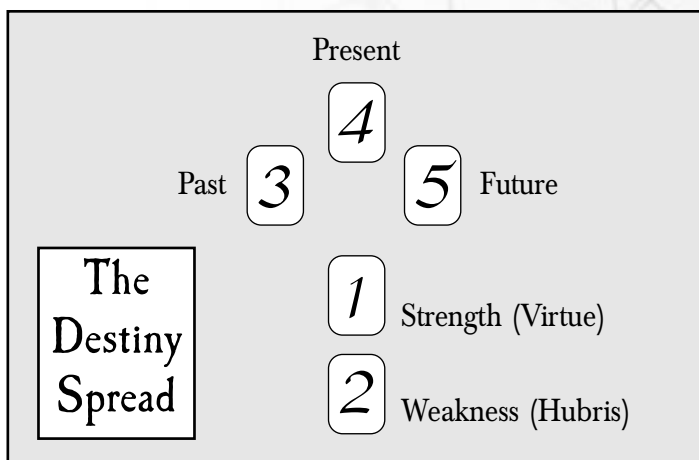 Present
4
Past 3 5 Future
1 Strength (Virtue)
2 Weakness (Hubris)
The
Destiny
Spread